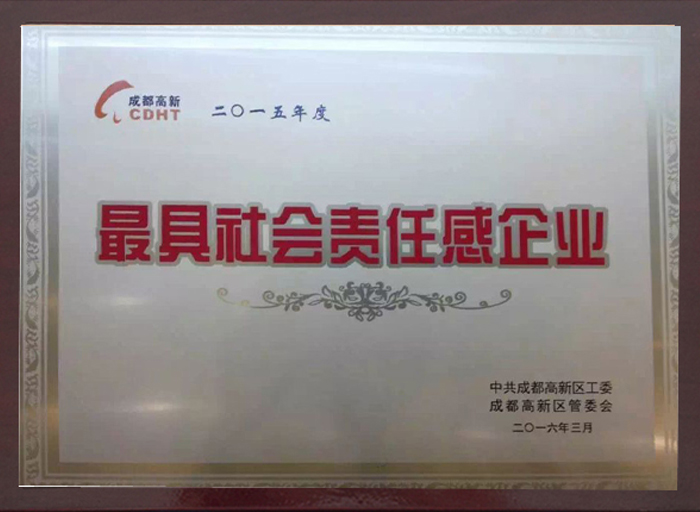 成都高新
CDHT
二〇一五年度
最具社会责任感企业
中共成都高新区工委
成都高新区管委会
二〇一六年三月